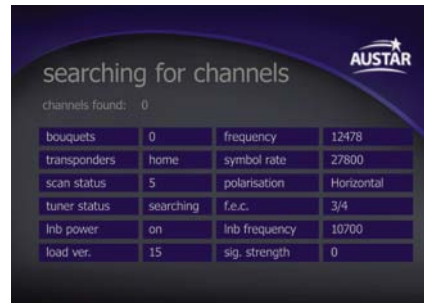 AUSTAR
searching for channels
channels found: 0
bouquets 0 frequency 12478
transponders home symbol rate 27800
scan status 5 polarisation Horizontal
tuner status searching f.e.c. 3/4
lnb power on lnb frequency 10700
load ver. 15 sig. strength 0